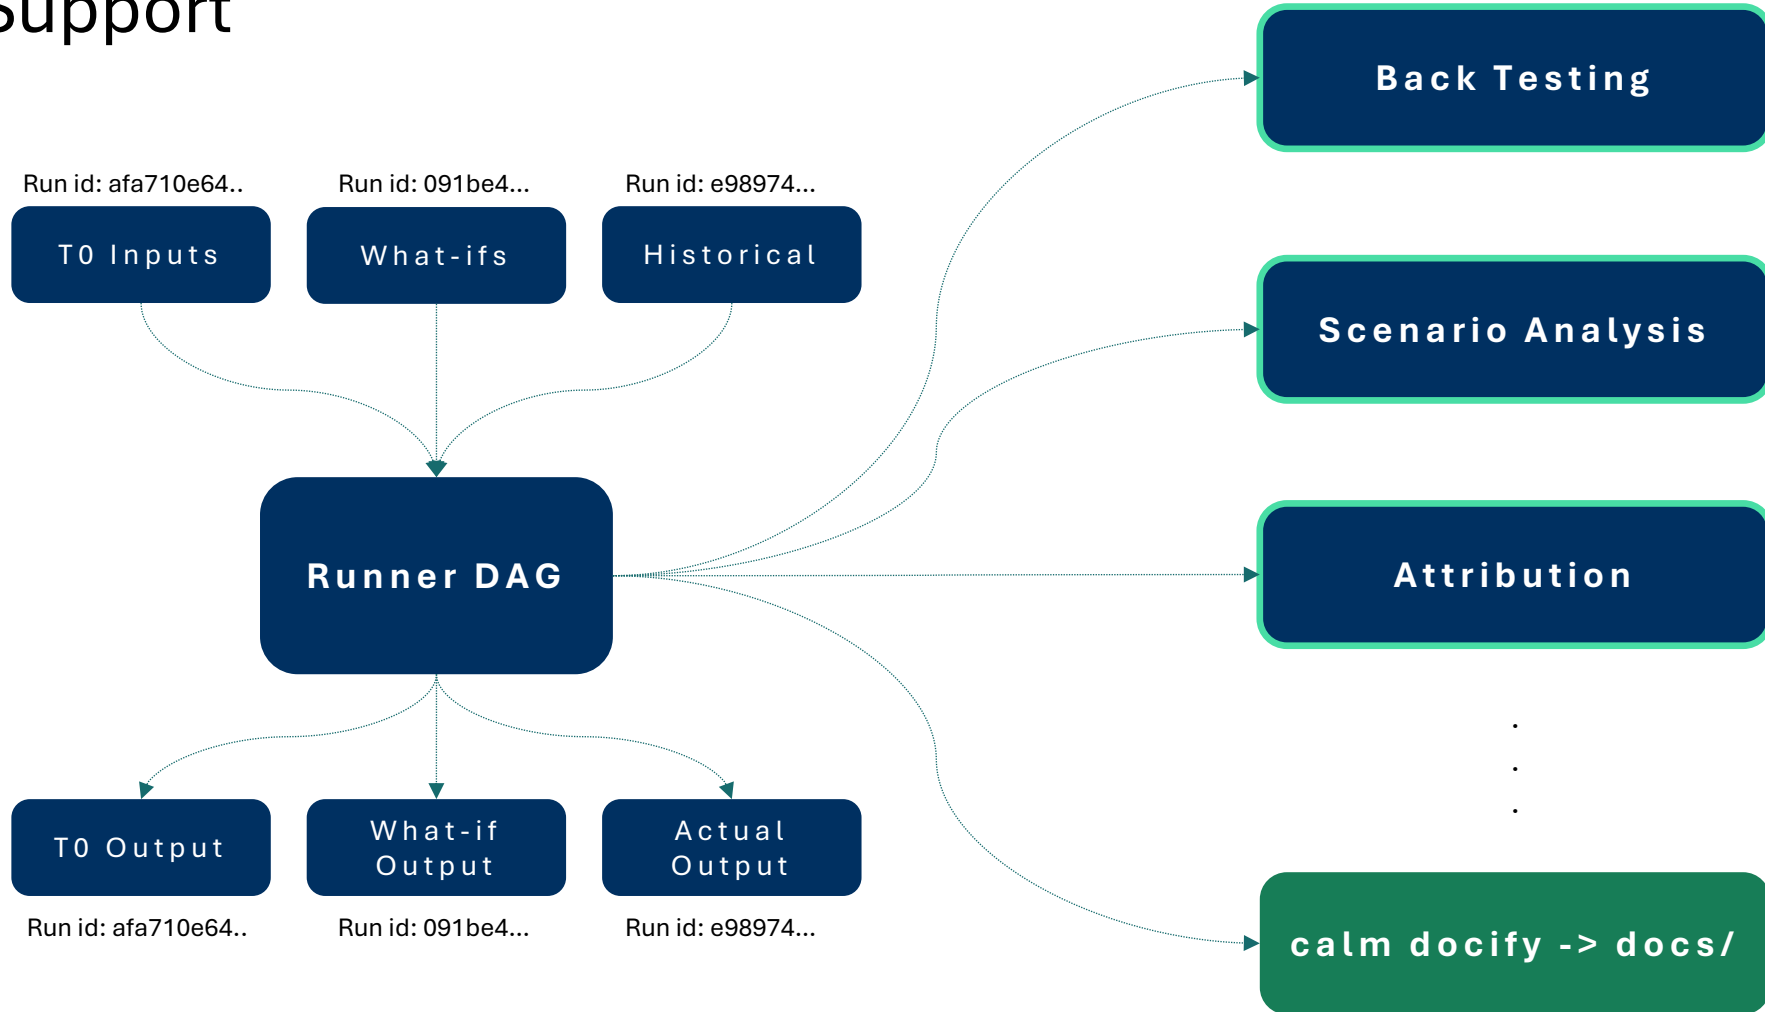 Support
Back Testing
Run id: afa710e64..
Run id: 091be4...
Run id: e98974...
T0 Inputs
What-ifs
Historical
Scenario Analysis
Runner DAG
Attribution
.
.
.
T0 Output
What-if
Output
Actual
Output
Run id: afa710e64..
Run id: 091be4...
Run id: e98974...
calm docify -> docs/